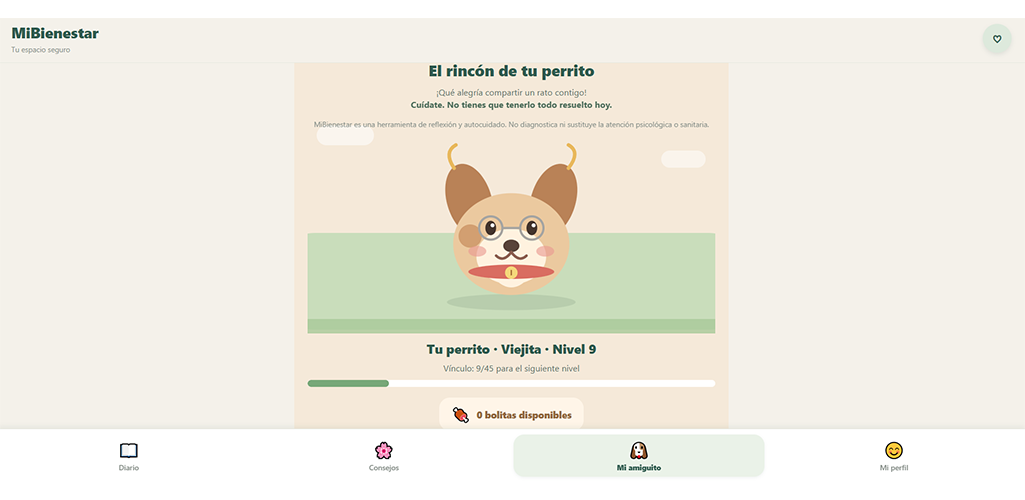 MiBienestar
Tu espacio seguro
El rincón de tu perrito
¡Qué alegría compartir un rato contigo!
Cuídate. No tienes que tenerlo todo resuelto hoy.
MiBienestar es una herramienta de reflexión y autocuidado. No diagnostica ni sustituye la atención psicológica o sanitaria.
Tu perrito · Viejita · Nivel 9
Vínculo: 9/45 para el siguiente nivel
0 bolitas disponibles
Diario
Consejos
Mi amiguito
Mi perfil